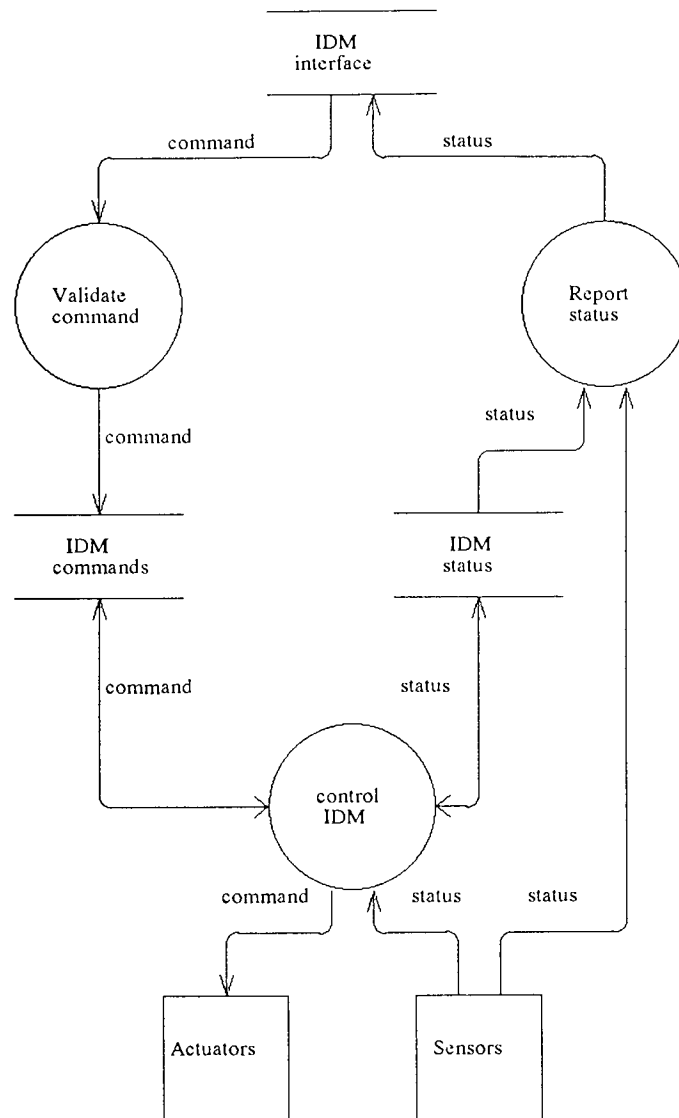 IDM
interface
command
status
Validate
command
Report
status
command
status
IDM
commands
IDM
status
command
status
control
IDM
command
status
status
Actuators
Sensors